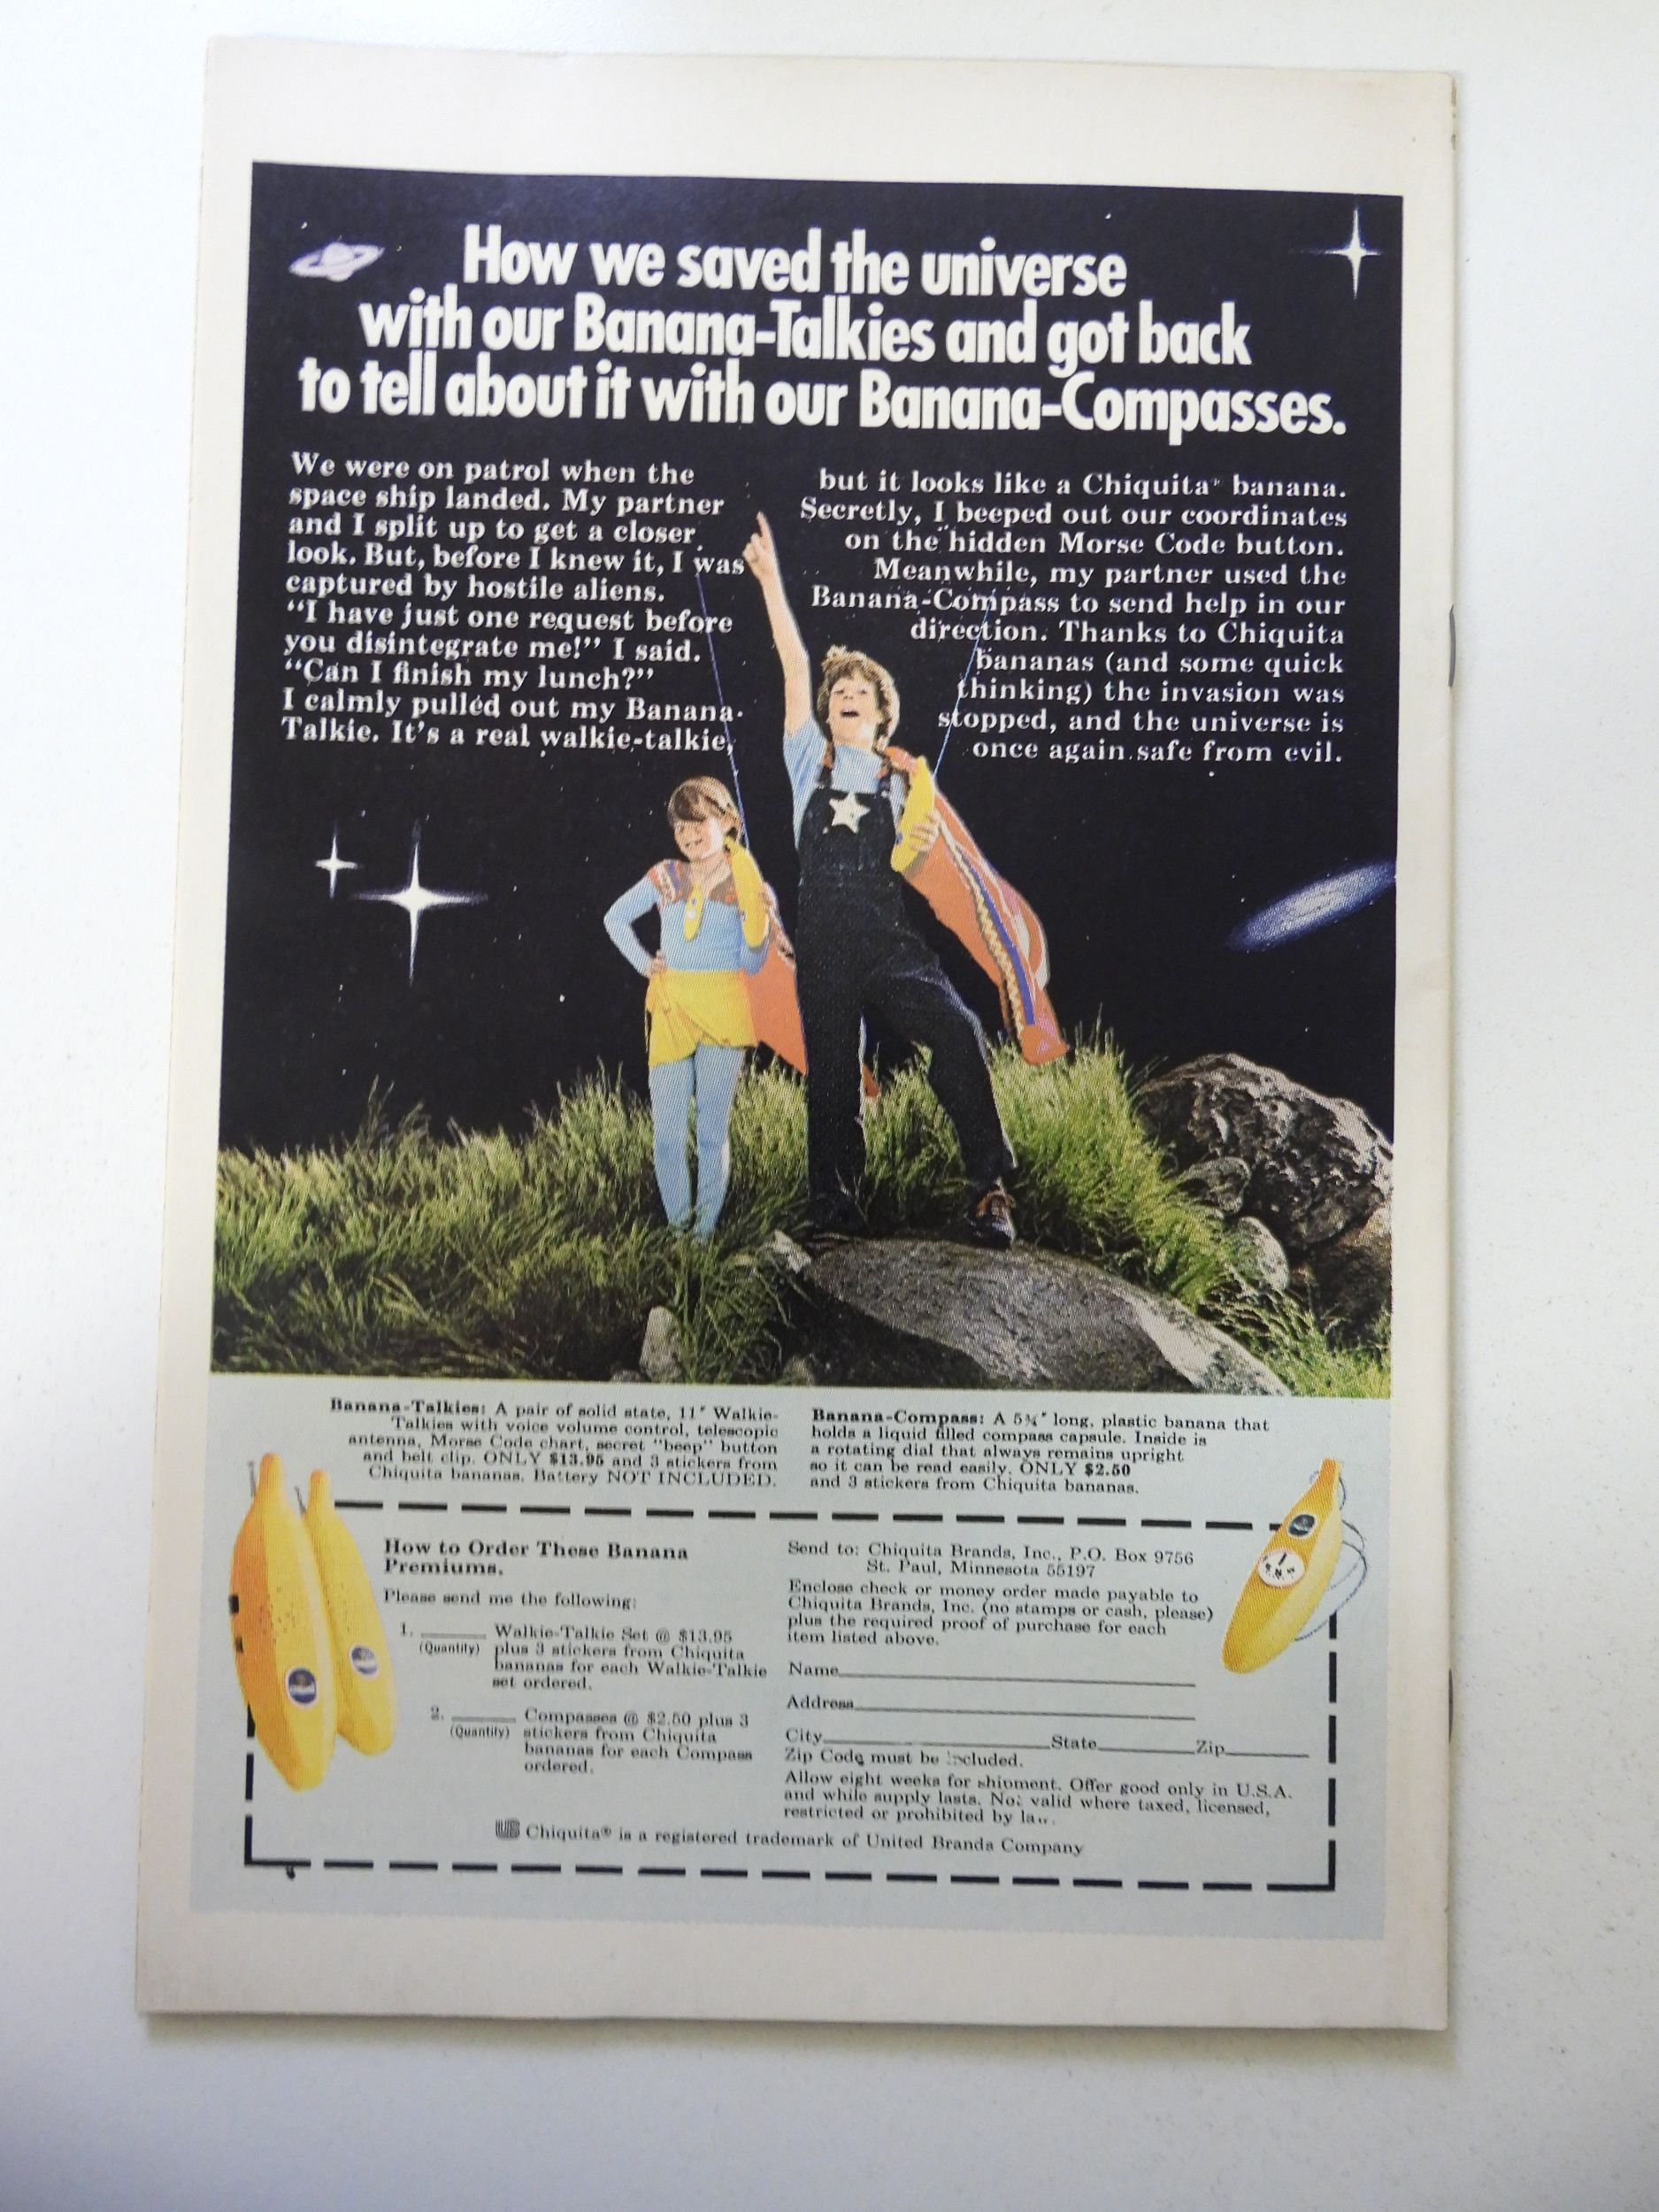 How we saved the universe
with our Banana-Talkies and got back
to tell about it with our Banana-Compasses.
We were on patrol when the
space ship landed. My partner
and I split up to get a closer
look. But, before I knew it, I was
captured by hostile aliens.
"I have just one request before
you disintegrate me!" I said.
"Can I finish my lunch?"
I calmly pulled out my Banana-
Talkie. It's a real walkie-talkie,
but it looks like a Chiquita® banana.
Secretly, I beeped out our coordinates
on the hidden Morse Code button.
Meanwhile, my partner used the
Banana-Compass to send help in our
direction. Thanks to Chiquita
bananas (and some quick
thinking) the invasion was
stopped, and the universe is
once again safe from evil.
Banana-Talkies: A pair of solid state, 11″ Walkie-
Talkies with voice volume control, telescopic
antenna, Morse Code chart, secret "beep" button
and belt clip. ONLY $13.95 and 3 stickers from
Chiquita bananas. Battery NOT INCLUDED.
Banana-Compass: A 5¾″ long, plastic banana that
holds a liquid filled compass capsule. Inside is
a rotating dial that always remains upright
so it can be read easily. ONLY $2.50
and 3 stickers from Chiquita bananas.
How to Order These Banana
Premiums.
Please send me the following:
1. ______ Walkie-Talkie Set @ $13.95
(Quantity) plus 3 stickers from Chiquita
bananas for each Walkie-Talkie
set ordered.
2. ______ Compasses @ $2.50 plus 3
(Quantity) stickers from Chiquita
bananas for each Compass
ordered.
Send to: Chiquita Brands, Inc., P.O. Box 9756
St. Paul, Minnesota 55197
Enclose check or money order made payable to
Chiquita Brands, Inc. (no stamps or cash, please)
plus the required proof of purchase for each
item listed above.
Name
Address
City State Zip
Zip Code must be included.
Allow eight weeks for shipment. Offer good only in U.S.A.
and while supply lasts. Not valid where taxed, licensed,
restricted or prohibited by law.
UB Chiquita® is a registered trademark of United Brands Company